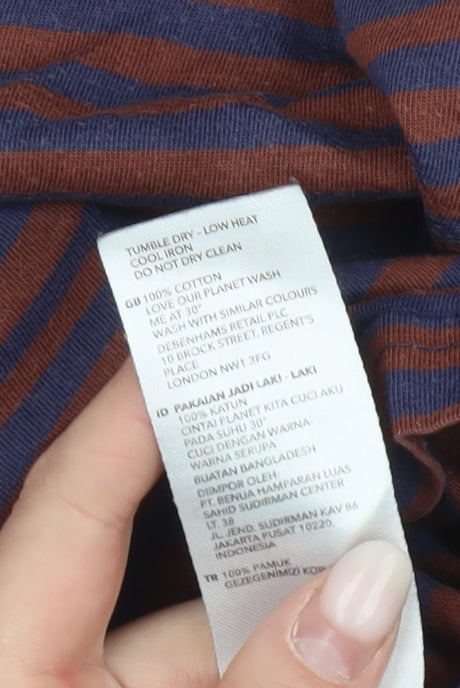 TUMBLE DRY - LOW HEAT
COOL IRON
DO NOT DRY CLEAN
GB 100% COTTON
LOVE OUR PLANET WASH
ME AT 30°
WASH WITH SIMILAR COLOURS
DEBENHAMS RETAIL PLC
10 BROCK STREET, REGENT'S
PLACE
LONDON NW1 3FG
ID PAKAIAN JADI LAKI - LAKI
100% KATUN
CINTAI PLANET KITA CUCI AKU
PADA SUHU 30°
CUCI DENGAN WARNA-
WARNA SERUPA
BUATAN BANGLADESH
DIIMPOR OLEH:
PT. BENUA HAMPARAN LUAS
SAHID SUDIRMAN CENTER
LT. 38
JL. JEND. SUDIRMAN KAV 86
JAKARTA PUSAT 10220,
INDONESIA
TR 100% PAMUK
GEZEGENIMIZI